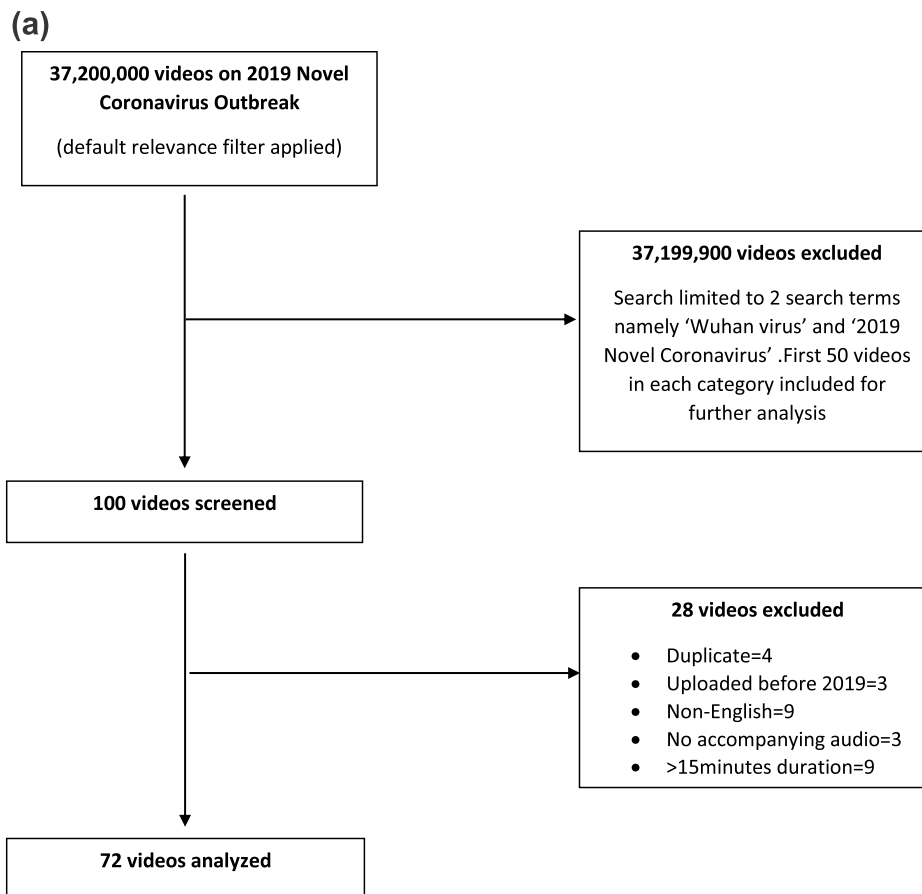 (a)
37,200,000 videos on 2019 Novel
Coronavirus Outbreak
(default relevance filter applied)
37,199,900 videos excluded
Search limited to 2 search terms
namely ‘Wuhan virus’ and ‘2019
Novel Coronavirus’ .First 50 videos
in each category included for
further analysis
100 videos screened
28 videos excluded
• Duplicate=4
• Uploaded before 2019=3
• Non-English=9
• No accompanying audio=3
• >15minutes duration=9
72 videos analyzed